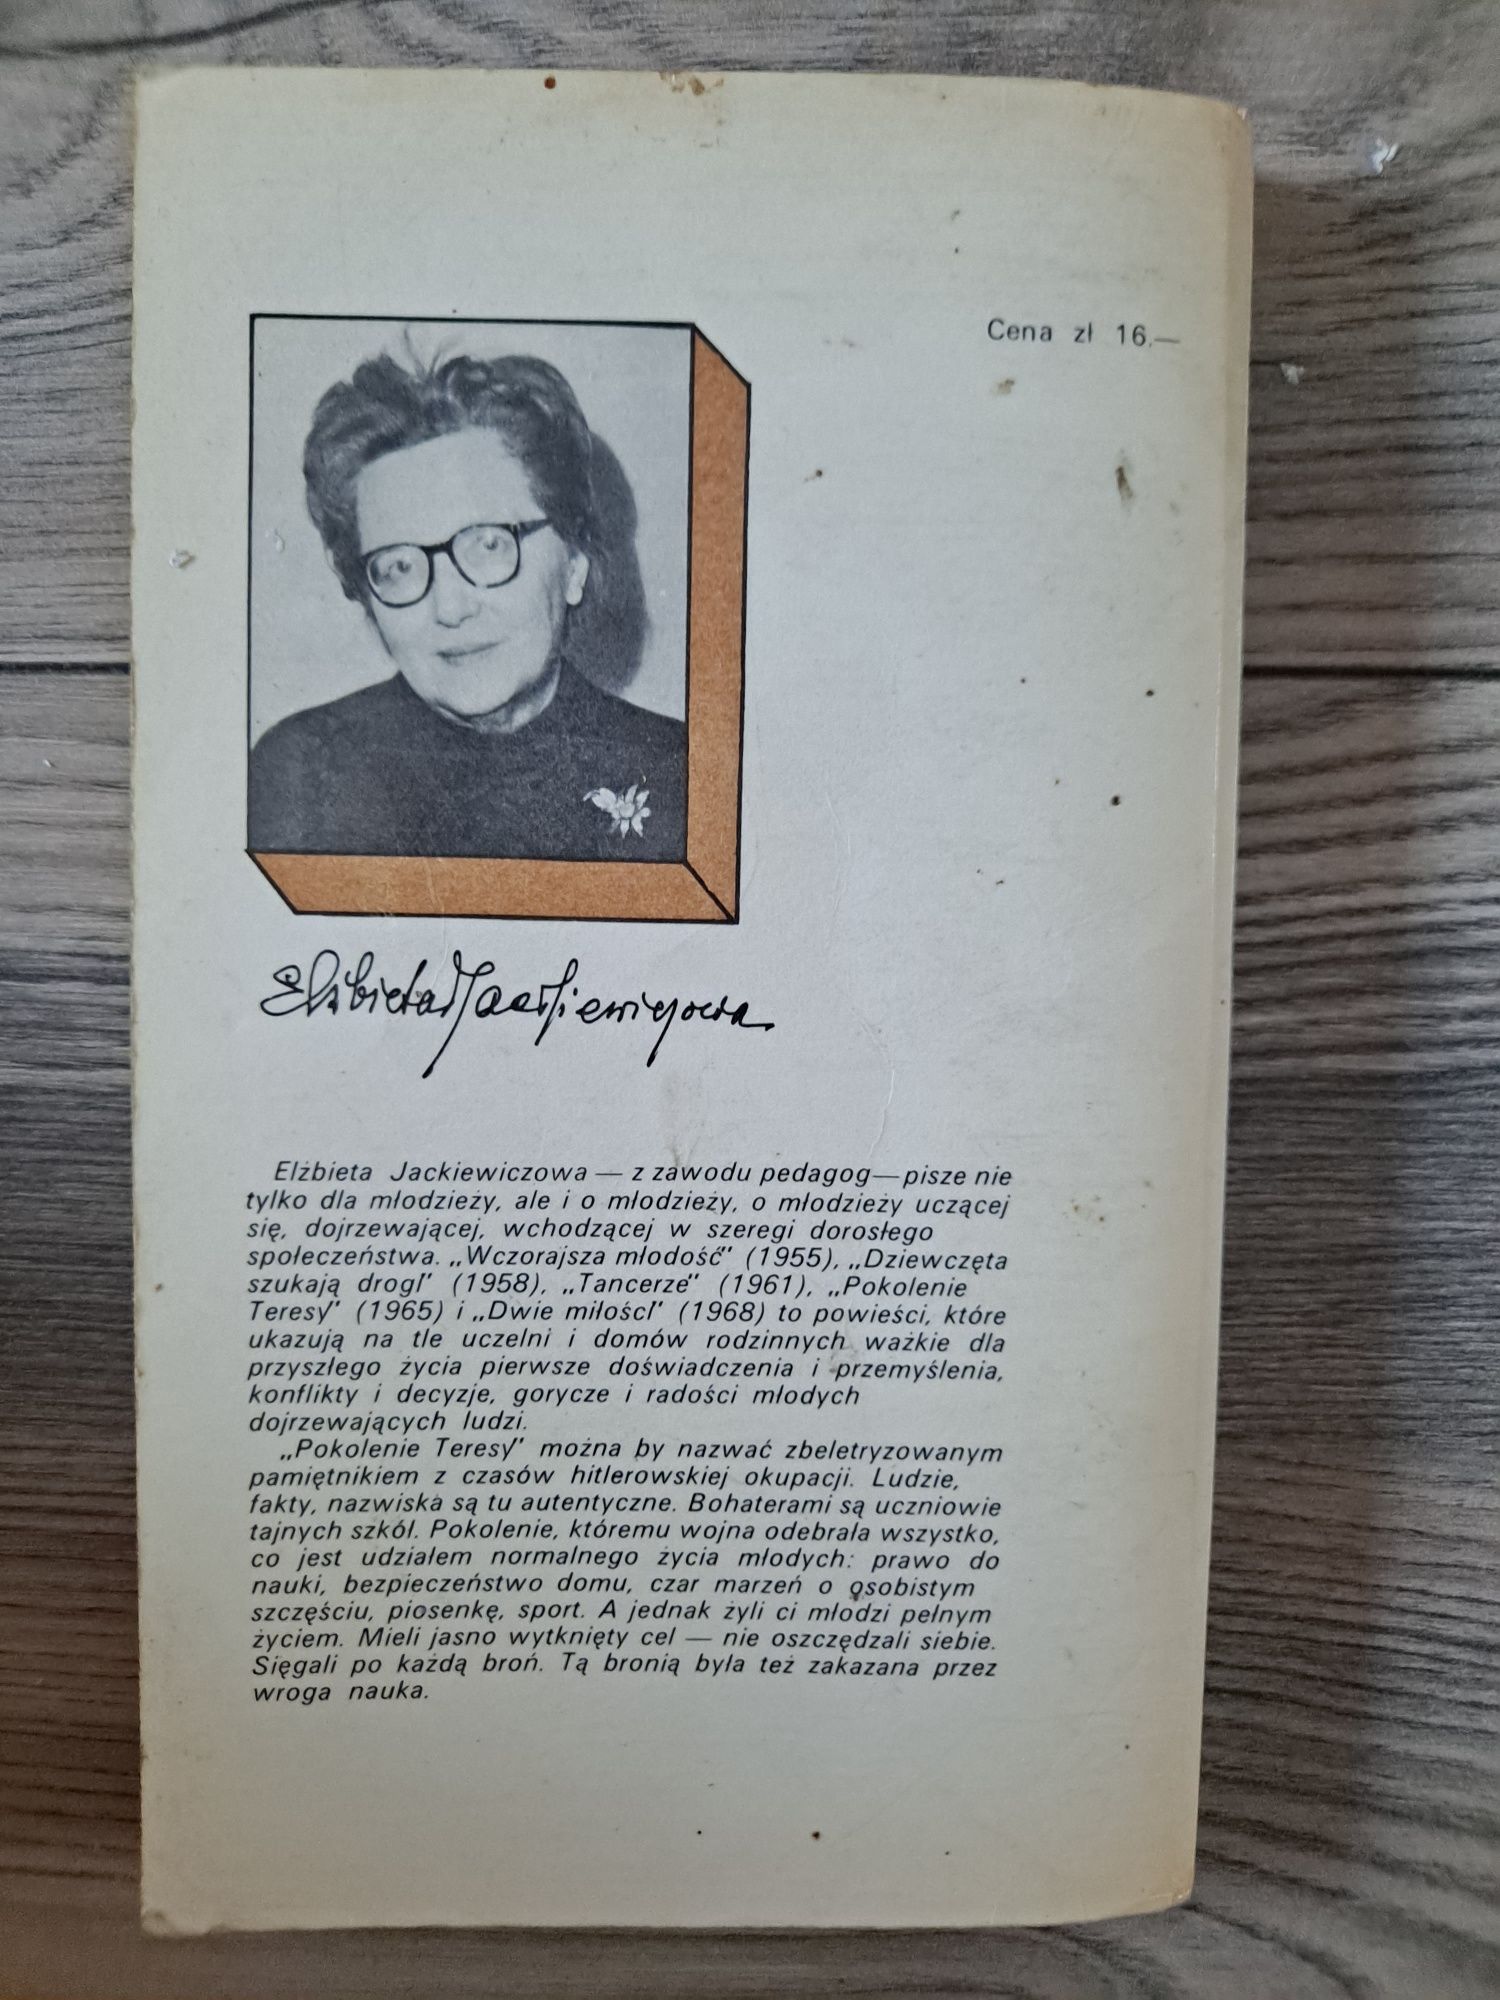 Cena zł 16.—
Elżbieta Jackiewiczowa
Elżbieta Jackiewiczowa — z zawodu pedagog—pisze nie
tylko dla młodzieży, ale i o młodzieży, o młodzieży uczącej
się, dojrzewającej, wchodzącej w szeregi dorosłego
społeczeństwa. „Wczorajsza młodość" (1955), „Dziewczęta
szukają drogi" (1958), „Tancerze" (1961), „Pokolenie
Teresy" (1965) i „Dwie miłości" (1968) to powieści, które
ukazują na tle uczelni i domów rodzinnych ważkie dla
przyszłego życia pierwsze doświadczenia i przemyślenia,
konflikty i decyzje, gorycze i radości młodych
dojrzewających ludzi.
„Pokolenie Teresy" można by nazwać zbeletryzowanym
pamiętnikiem z czasów hitlerowskiej okupacji. Ludzie,
fakty, nazwiska są tu autentyczne. Bohaterami są uczniowie
tajnych szkół. Pokolenie, któremu wojna odebrała wszystko,
co jest udziałem normalnego życia młodych: prawo do
nauki, bezpieczeństwo domu, czar marzeń o osobistym
szczęściu, piosenkę, sport. A jednak żyli ci młodzi pełnym
życiem. Mieli jasno wytknięty cel — nie oszczędzali siebie.
Sięgali po każdą broń. Tą bronią była też zakazana przez
wroga nauka.